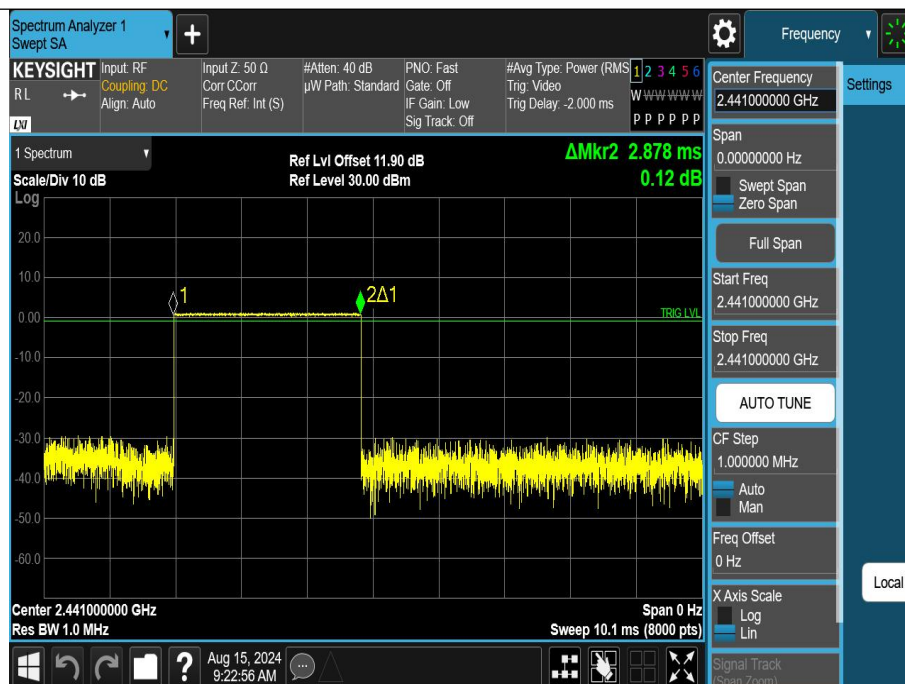 Spectrum Analyzer 1
Swept SA
Frequency
KEYSIGHT
RL
LXI
Input: RF
Coupling: DC
Align: Auto
Input Z: 50 Ω
Corr CCorr
Freq Ref: Int (S)
#Atten: 40 dB
µW Path: Standard
PNO: Fast
Gate: Off
IF Gain: Low
Sig Track: Off
#Avg Type: Power (RMS
Trig: Video
Trig Delay: -2.000 ms
1 2 3 4 5 6
W W W W W W
P P P P P P
1 Spectrum
Scale/Div 10 dB
Log
Ref Lvl Offset 11.90 dB
Ref Level 30.00 dBm
ΔMkr2 2.878 ms
0.12 dB
20.0
10.0
0.00
-10.0
-20.0
-30.0
-40.0
-50.0
-60.0
1
2Δ1
TRIG LVL
Center 2.441000000 GHz
Res BW 1.0 MHz
Span 0 Hz
Sweep 10.1 ms (8000 pts)
?
Aug 15, 2024
9:22:56 AM
Center Frequency
2.441000000 GHz
Span
0.00000000 Hz
Swept Span
Zero Span
Full Span
Start Freq
2.441000000 GHz
Stop Freq
2.441000000 GHz
AUTO TUNE
CF Step
1.000000 MHz
Auto
Man
Freq Offset
0 Hz
X Axis Scale
Log
Lin
Signal Track
(Span Zoom)
Settings
Local